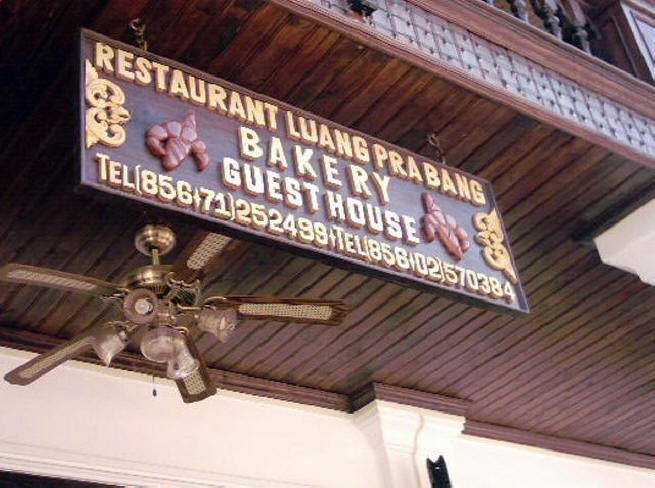 RESTAURANT LUANG PRABANG
BAKERY
GUEST HOUSE
TEL(856+71)252499+TEL(856+02)570384